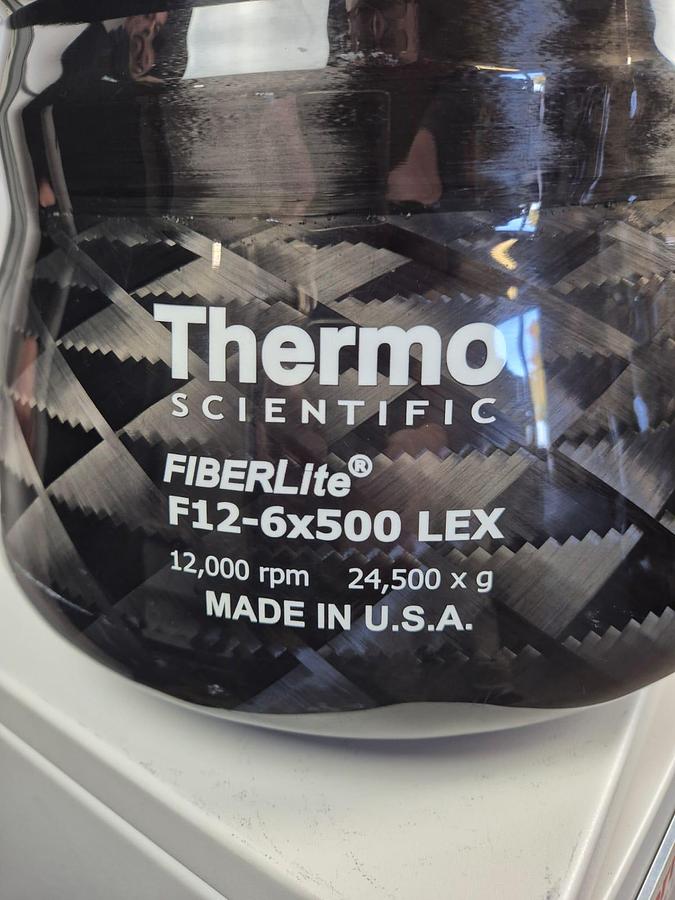 Thermo
SCIENTIFIC
FIBERLite®
F12-6x500 LEX
12,000 rpm 24,500 x g
MADE IN U.S.A.